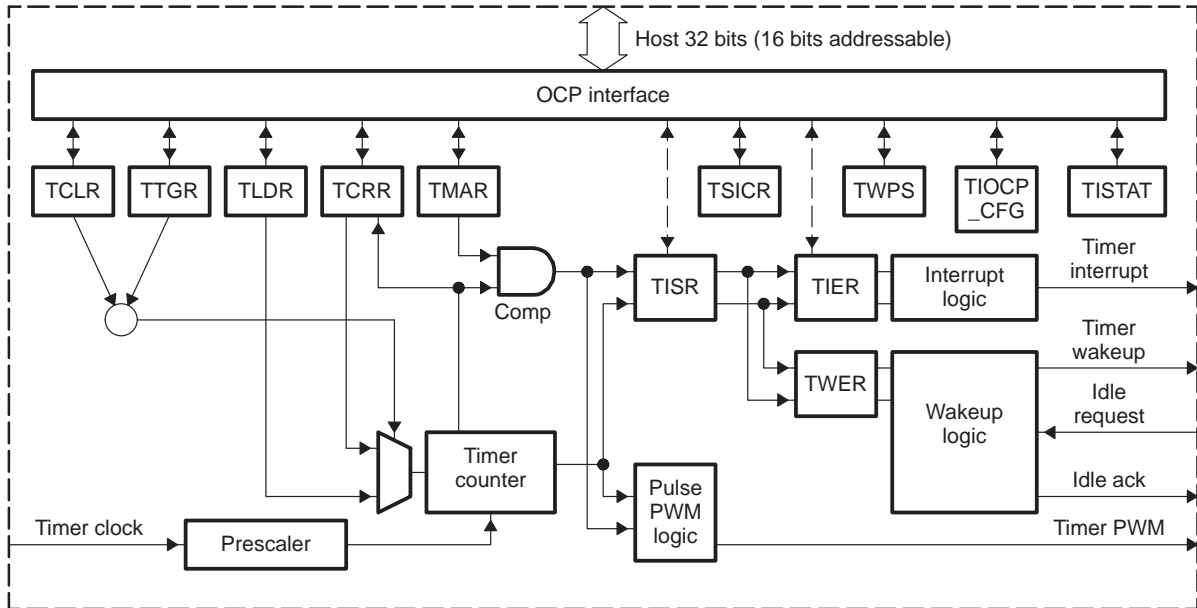 Host 32 bits (16 bits addressable)
OCP interface
TCLR
TTGR
TLDR
TCRR
TMAR
TSICR
TWPS
TIOCP
_CFG
TISTAT
Comp
TISR
TIER
Interrupt
logic
Timer
interrupt
TWER
Wakeup
logic
Timer
wakeup
Idle
request
Idle ack
Timer
counter
Pulse
PWM
logic
Timer clock
Prescaler
Timer PWM